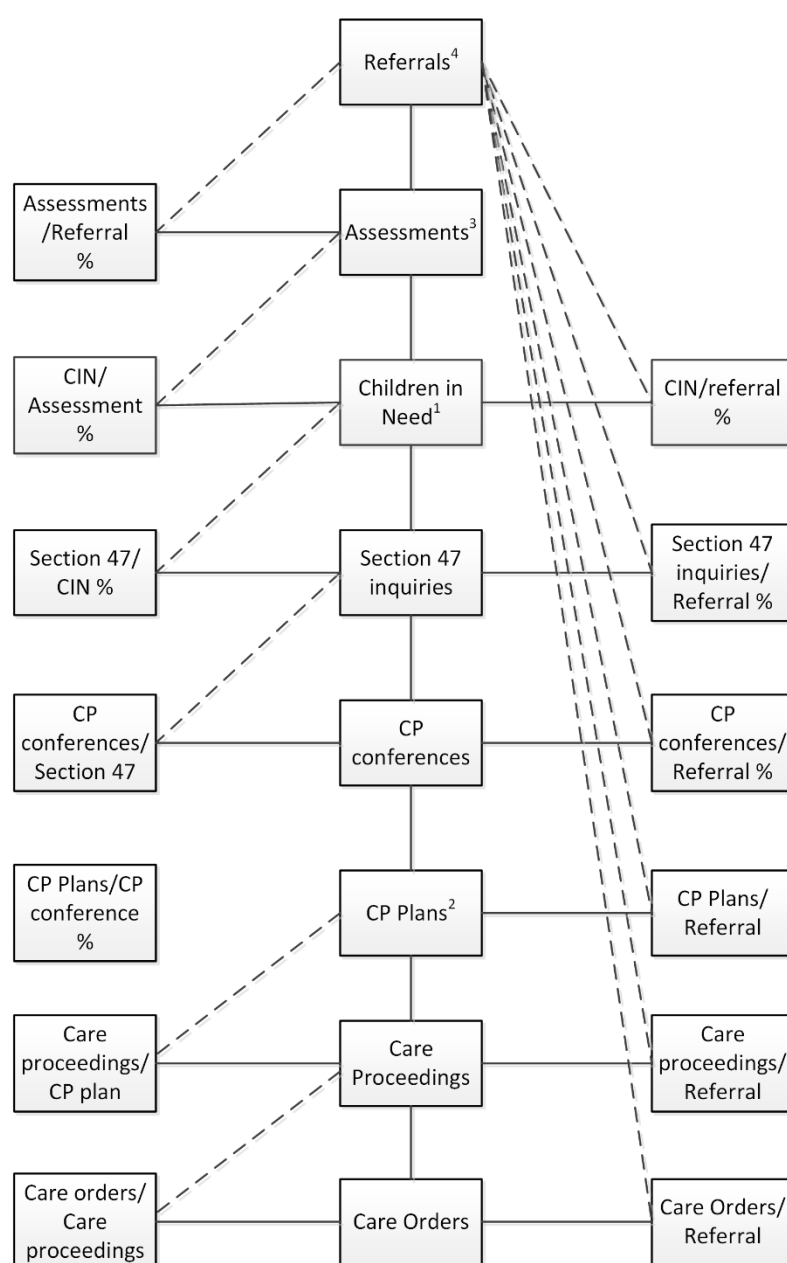 Referrals⁴
Assessments
/Referral
%
Assessments³
CIN/
Assessment
%
Children in
Need¹
CIN/referral
%
Section 47/
CIN %
Section 47
inquiries
Section 47
inquiries/
Referral %
CP
conferences/
Section 47
CP
conferences
CP
conferences/
Referral %
CP Plans/CP
conference
%
CP Plans²
CP Plans/
Referral
Care
proceedings/
CP plan
Care
Proceedings
Care
proceedings/
Referral
Care orders/
Care
proceedings
Care Orders
Care Orders/
Referral